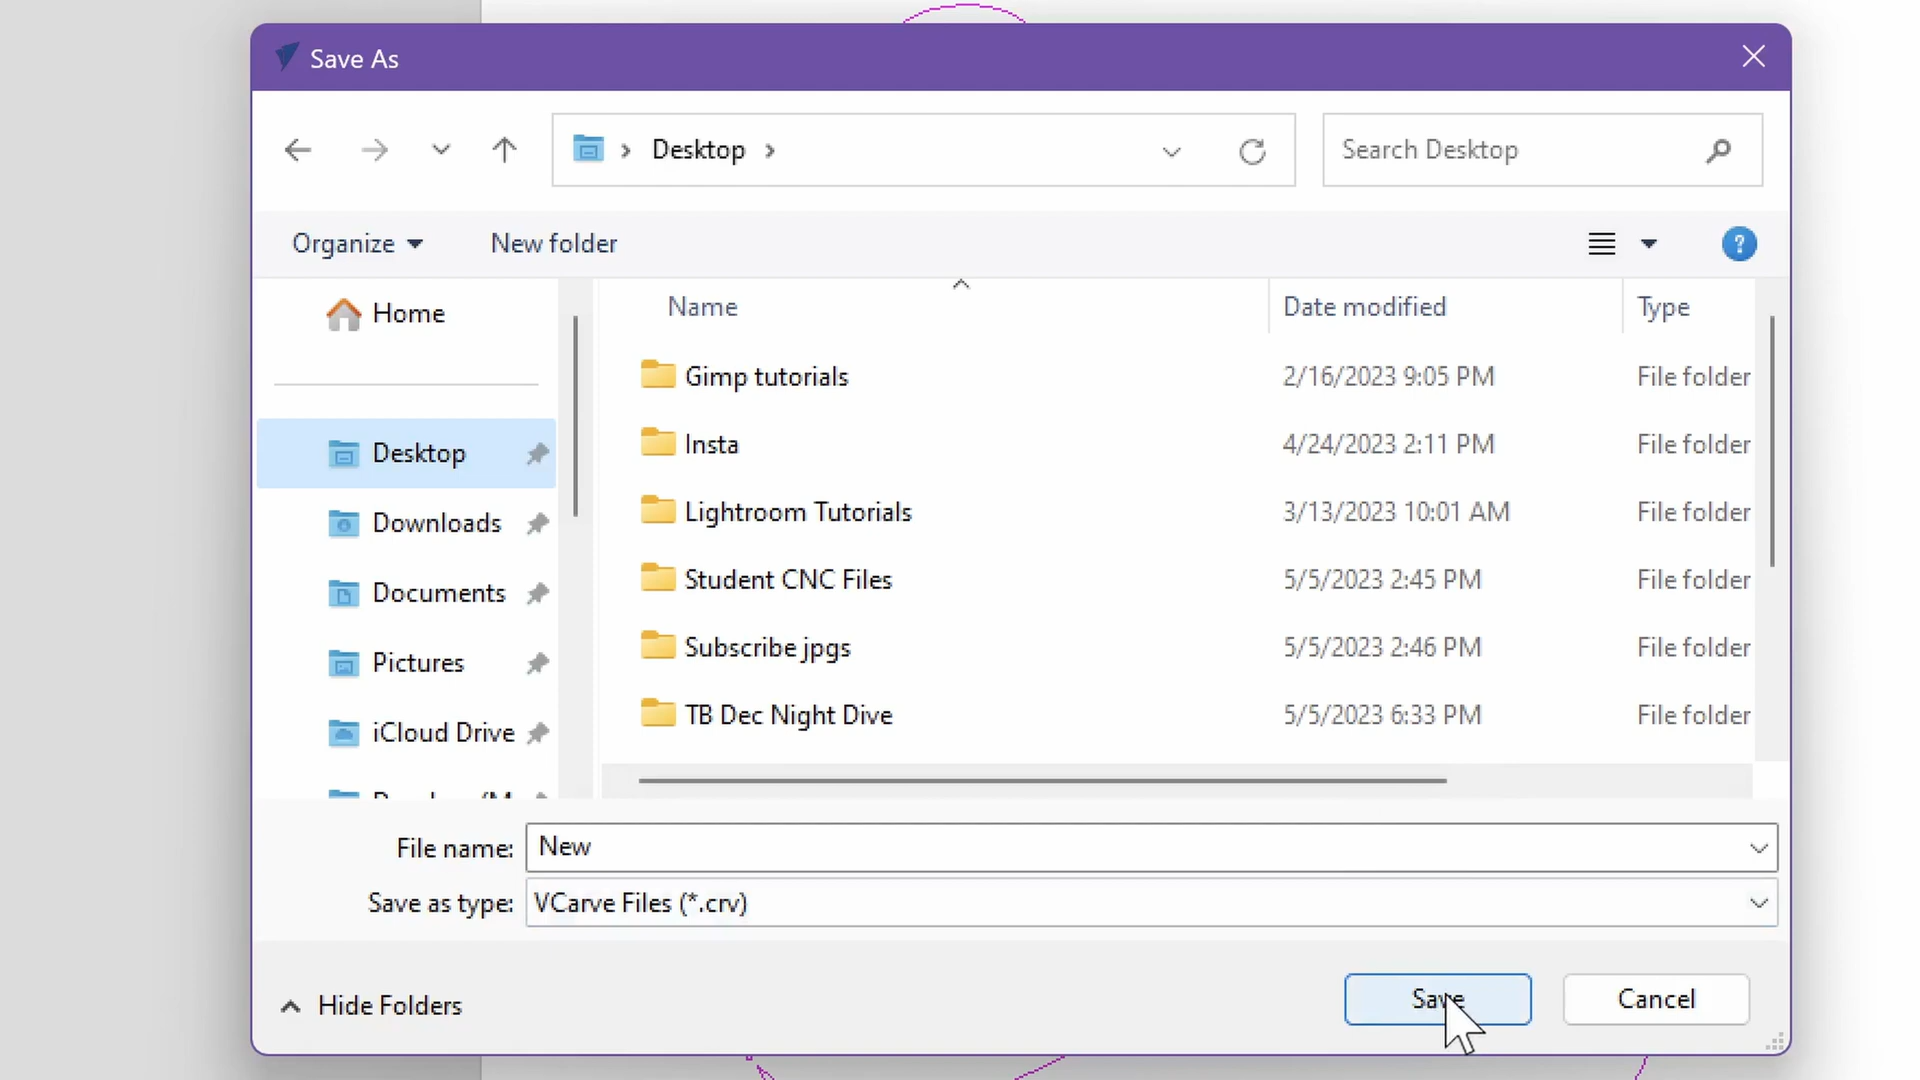 Save As
Desktop
Search Desktop
Organize
New folder
?
Home
Desktop
Downloads
Documents
Pictures
iCloud Drive
Name
Date modified
Type
Gimp tutorials 2/16/2023 9:05 PM File folder
Insta 4/24/2023 2:11 PM File folder
Lightroom Tutorials 3/13/2023 10:01 AM File folder
Student CNC Files 5/5/2023 2:45 PM File folder
Subscribe jpgs 5/5/2023 2:46 PM File folder
TB Dec Night Dive 5/5/2023 6:33 PM File folder
File name: New
Save as type: VCarve Files (*.crv)
Hide Folders
Save
Cancel